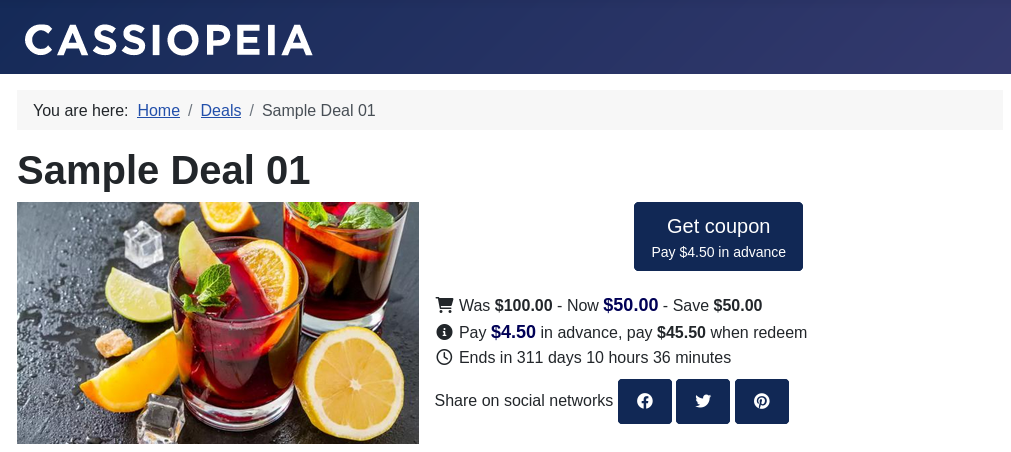 CASSIOPEIA
You are here: Home / Deals / Sample Deal 01
Sample Deal 01
Get coupon
Pay $4.50 in advance
Was $100.00 - Now $50.00 - Save $50.00
Pay $4.50 in advance, pay $45.50 when redeem
Ends in 311 days 10 hours 36 minutes
Share on social networks